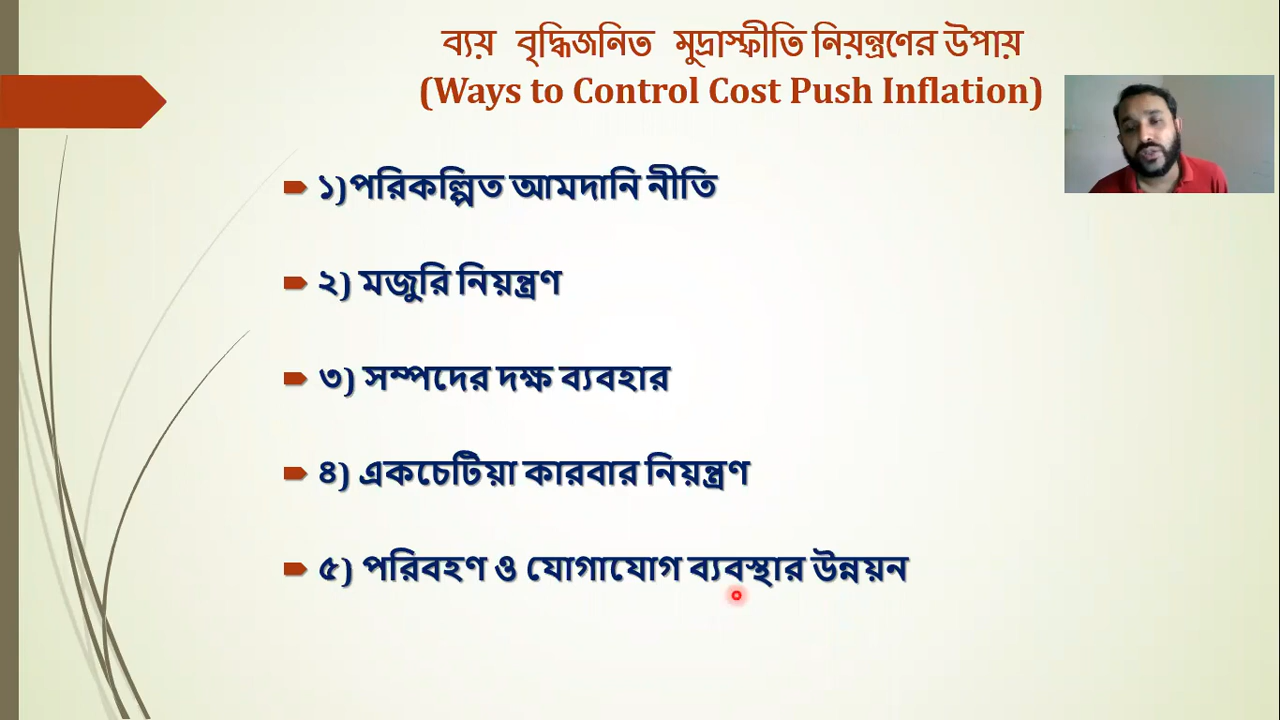 ব্যয় বৃদ্ধিজনিত মুদ্রাস্ফীতি নিয়ন্ত্রণের উপায়
(Ways to Control Cost Push Inflation)
১)পরিকল্পিত আমদানি নীতি
২) মজুরি নিয়ন্ত্রণ
৩) সম্পদের দক্ষ ব্যবহার
৪) একচেটিয়া কারবার নিয়ন্ত্রণ
৫) পরিবহণ ও যোগাযোগ ব্যবস্থার উন্নয়ন